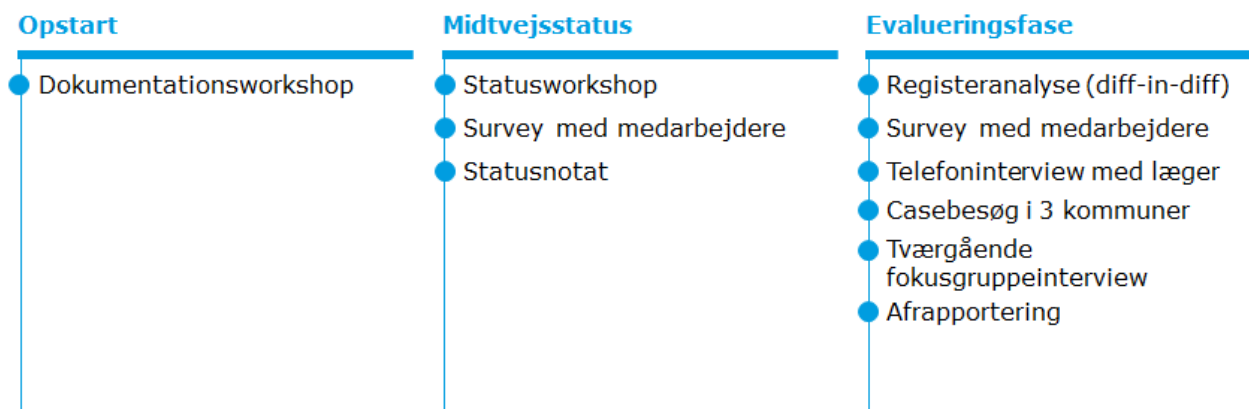 Opstart
Dokumentationsworkshop
Midtvejsstatus
Statusworkshop
Survey med medarbejdere
Statusnotat
Evalueringsfase
Registeranalyse (diff-in-diff)
Survey med medarbejdere
Telefoninterview med læger
Casebesøg i 3 kommuner
Tværgående
fokusgruppeinterview
Afrapportering